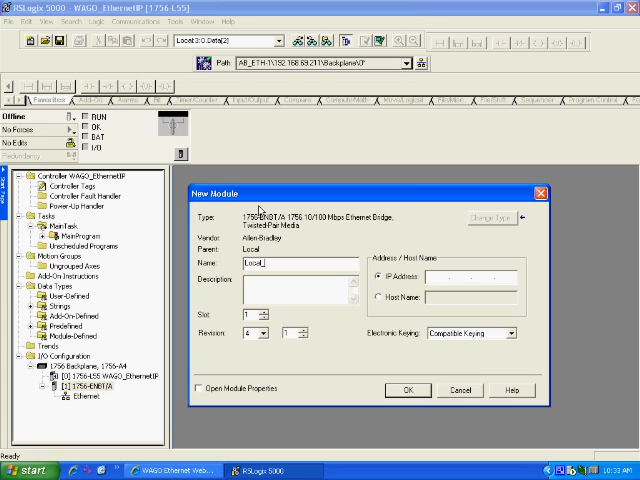 RSLogix 5000 - WAGO_EthernetIP [1756-L55]
File Edit View Search Logic Communications Tools Window Help
Local:3:O.Data[2]
Path: AB_ETH-1\192.168.69.211\Backplane\0*
Favorites Add-On Alarms Bit Timer/Counter Input/Output Compare Compute/Math Move/Logical File/Misc. File/Shift Sequencer Program Control
Offline
RUN
No Forces
OK
No Edits
BAT
Redundancy
I/O
Start Page
Controller WAGO_EthernetIP
Controller Tags
Controller Fault Handler
Power-Up Handler
Tasks
MainTask
MainProgram
Unscheduled Programs
Motion Groups
Ungrouped Axes
Add-On Instructions
Data Types
User-Defined
Strings
Add-On-Defined
Predefined
Module-Defined
Trends
I/O Configuration
1756 Backplane, 1756-A4
[0] 1756-L55 WAGO_EthernetIP
[1] 1756-ENBT/A
Ethernet
New Module
Type: 1756-ENBT/A 1756 10/100 Mbps Ethernet Bridge, Twisted-Pair Media
Change Type...
Vendor: Allen-Bradley
Parent: Local
Name: Local_
Description:
Address / Host Name
IP Address: . . .
Host Name:
Slot: 1
Revision: 4 1
Electronic Keying: Compatible Keying
Open Module Properties
OK
Cancel
Help
Ready
start
WAGO Ethernet Web...
RSLogix 5000
10:33 AM